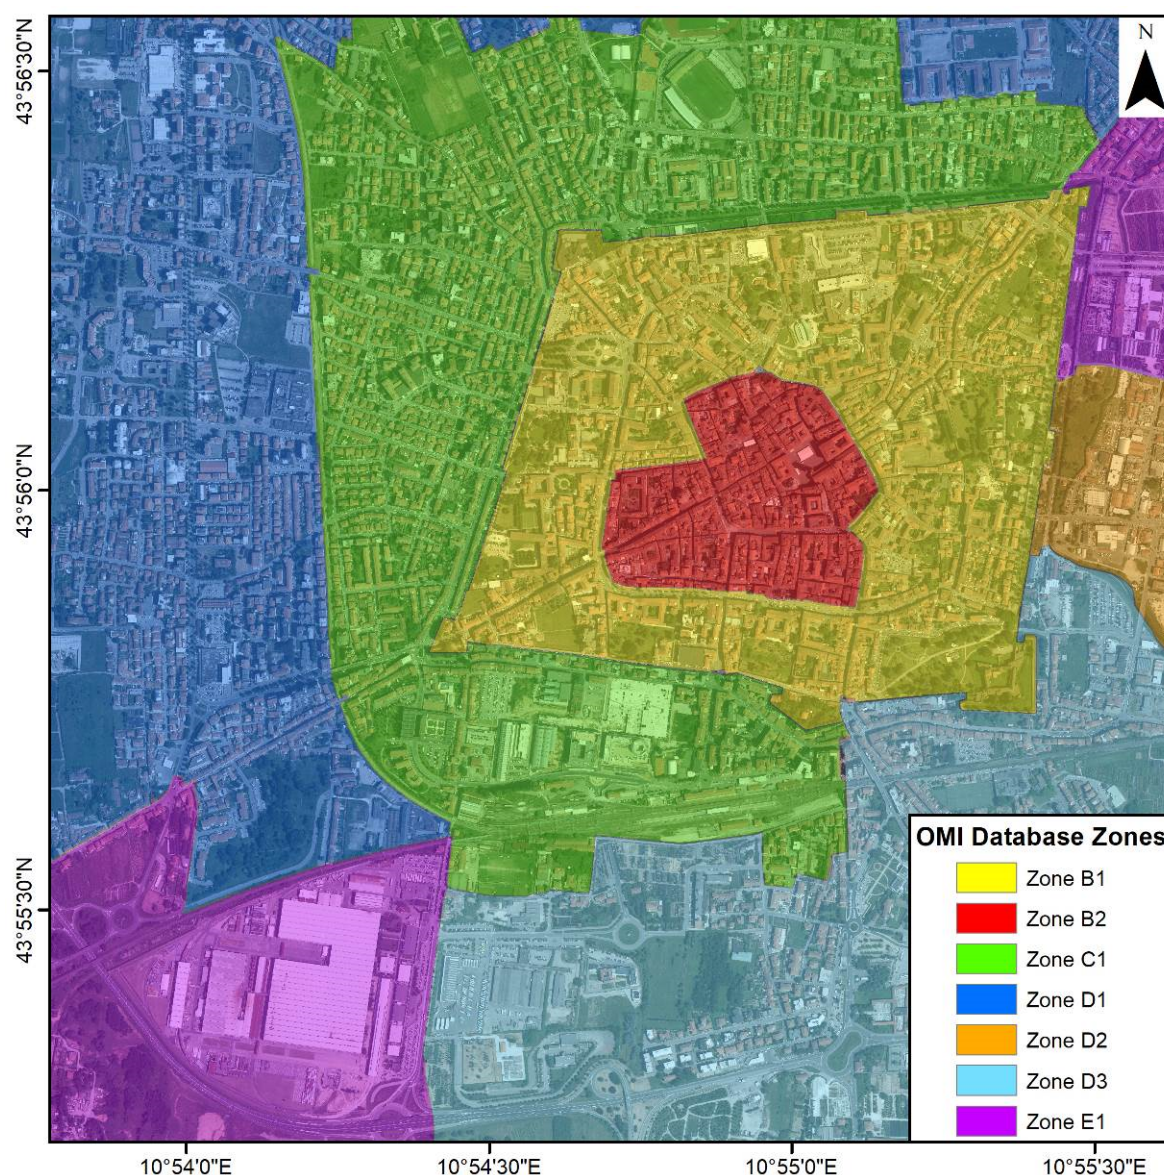 N
43°56'30"N
43°56'0"N
43°55'30"N
OMI Database Zones
Zone B1
Zone B2
Zone C1
Zone D1
Zone D2
Zone D3
Zone E1
10°54'0"E
10°54'30"E
10°55'0"E
10°55'30"E